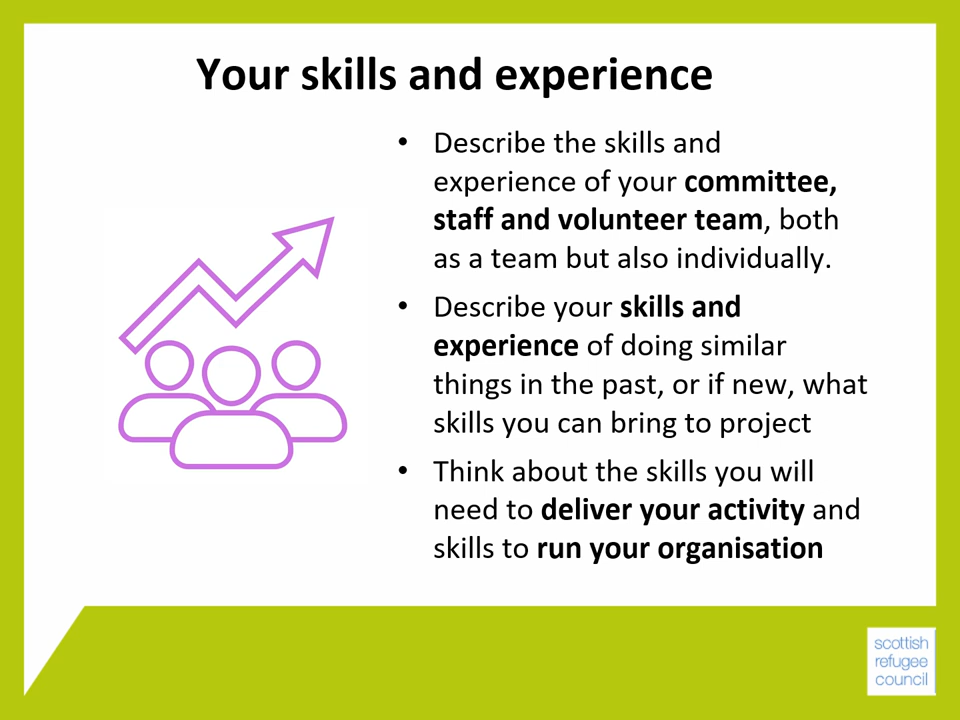 Your skills and experience
• Describe the skills and
experience of your committee,
staff and volunteer team, both
as a team but also individually.
• Describe your skills and
experience of doing similar
things in the past, or if new, what
skills you can bring to project
• Think about the skills you will
need to deliver your activity and
skills to run your organisation
scottish
refugee
council